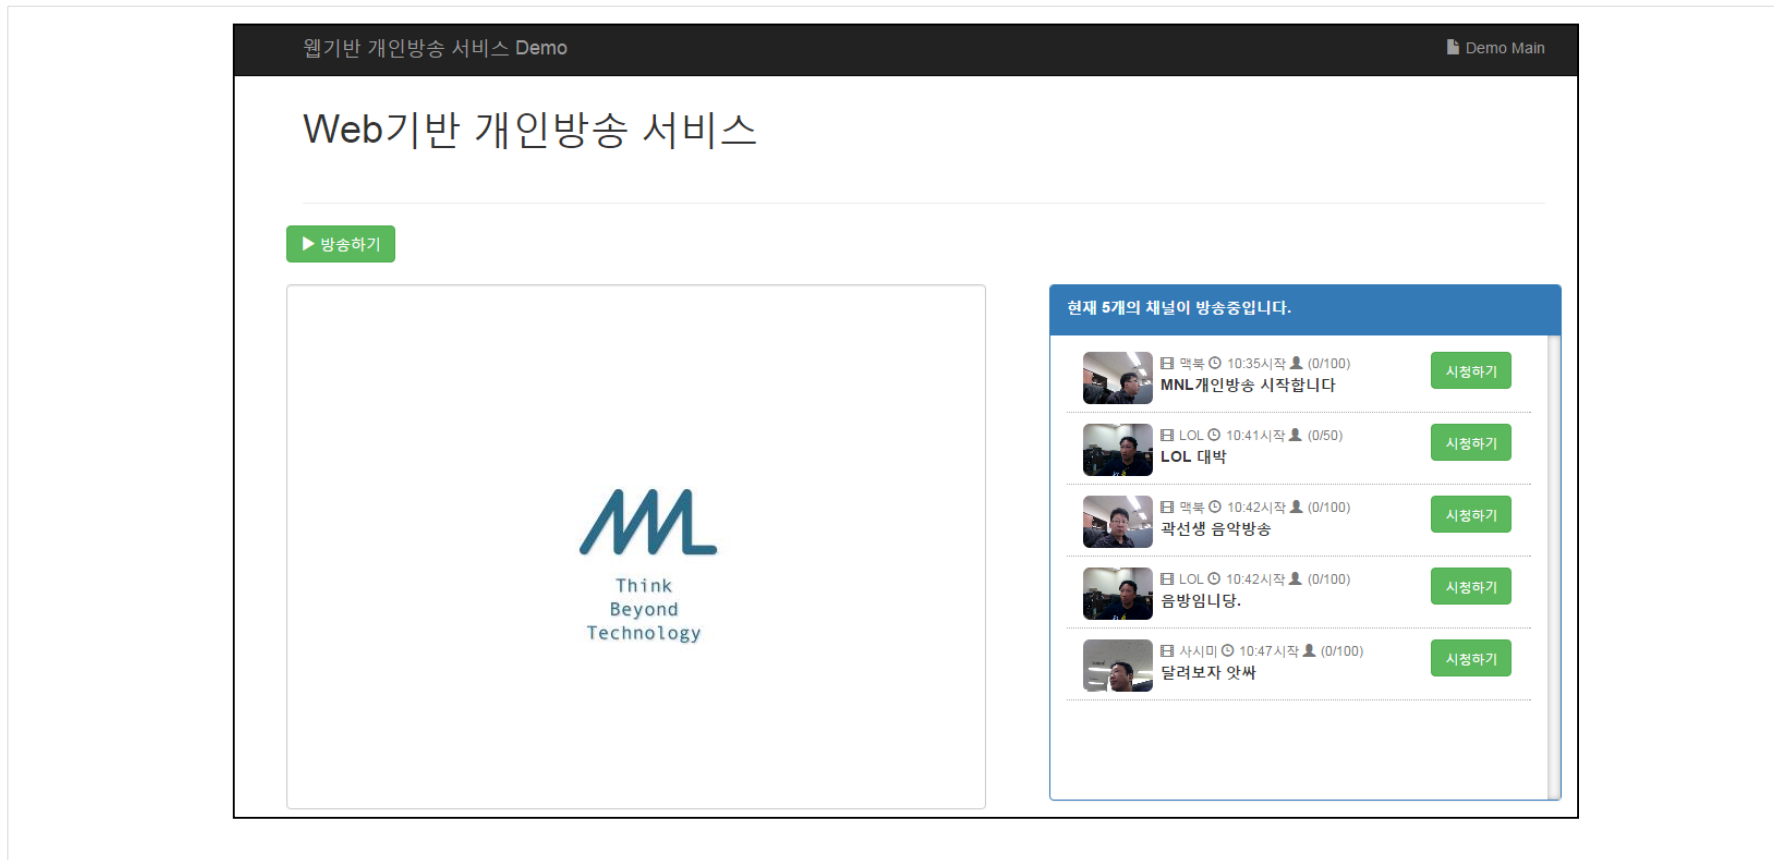 웹기반 개인방송 서비스 Demo
Demo Main
Web기반 개인방송 서비스
방송하기
MNL
Think
Beyond
Technology
현재 5개의 채널이 방송중입니다.
맥북 10:35시작 (0/100)
MNL개인방송 시작합니다
시청하기
LOL 10:41시작 (0/50)
LOL 대박
시청하기
맥북 10:42시작 (0/100)
곽선생 음악방송
시청하기
LOL 10:42시작 (0/100)
음방임니당.
시청하기
사시미 10:47시작 (0/100)
달려보자 앗싸
시청하기